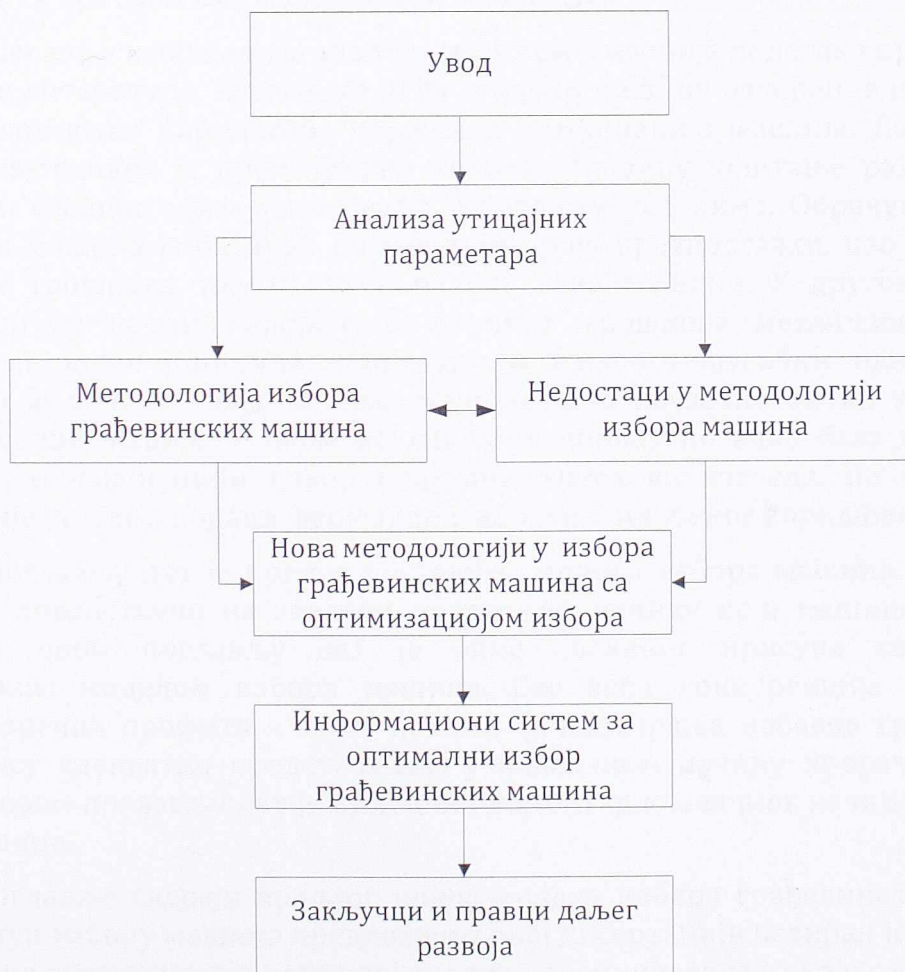 Увод
Анализа утицајних
параметара
Методологија избора
грађевинских машина
Недостаци у методологији
избора машина
Нова методологији у избора
грађевинских машина са
оптимизациојом избора
Информациони систем за
оптимални избор
грађевинских машина
Закључци и правци даљег
развоја